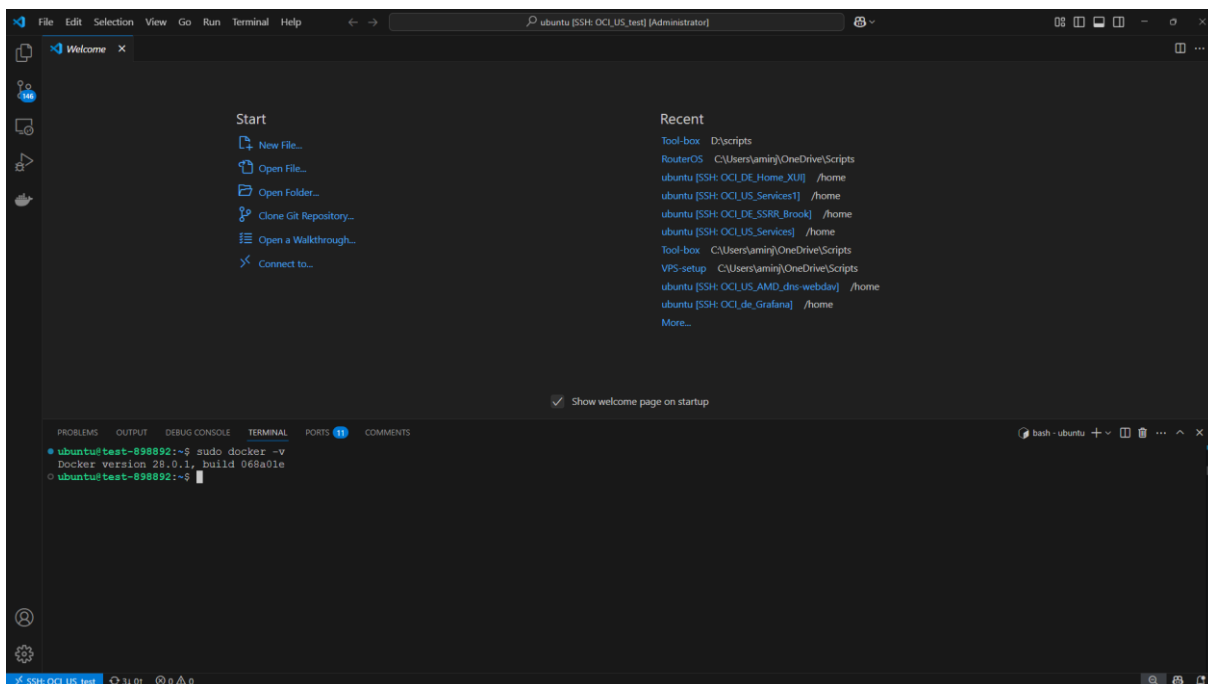 File Edit Selection View Go Run Terminal Help
ubuntu [SSH: OCI_US_test] [Administrator]
Welcome
146
Start
New File...
Open File...
Open Folder...
Clone Git Repository...
Open a Walkthrough...
Connect to...
Recent
Tool-box D:\scripts
RouterOS C:\Users\aminj\OneDrive\Scripts
ubuntu [SSH: OCI_DE_Home_XUI] /home
ubuntu [SSH: OCI_US_Services1] /home
ubuntu [SSH: OCI_DE_SSRR_Brook] /home
ubuntu [SSH: OCI_US_Services] /home
Tool-box C:\Users\aminj\OneDrive\Scripts
VPS-setup C:\Users\aminj\OneDrive\Scripts
ubuntu [SSH: OCI_US_AMD_dns-webdav] /home
ubuntu [SSH: OCI_de_Grafana] /home
More...
Show welcome page on startup
PROBLEMS OUTPUT DEBUG CONSOLE TERMINAL PORTS 11 COMMENTS
bash - ubuntu
ubuntu@test-898892:~$ sudo docker -v
Docker version 28.0.1, build 068a01e
ubuntu@test-898892:~$
SSH: OCI_US_test 3↓ 0↑ 0 0